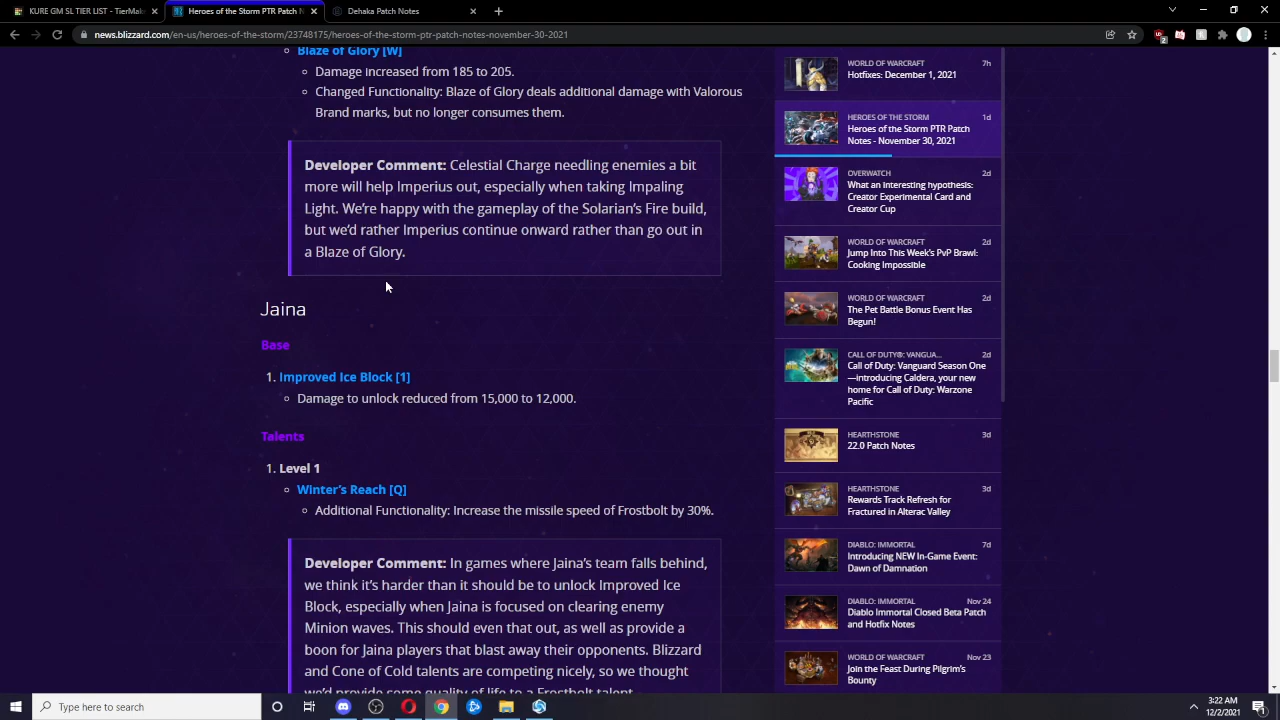 KURE GM SL TIER LIST - TierMake
Heroes of the Storm PTR Patch N
Dehaka Patch Notes
news.blizzard.com/en-us/heroes-of-the-storm/23748175/heroes-of-the-storm-ptr-patch-notes-november-30-2021
2
Blaze of Glory [W]
Damage increased from 185 to 205.
Changed Functionality: Blaze of Glory deals additional damage with Valorous
Brand marks, but no longer consumes them.
Developer Comment: Celestial Charge needling enemies a bit
more will help Imperius out, especially when taking Impaling
Light. We're happy with the gameplay of the Solarian's Fire build,
but we'd rather Imperius continue onward rather than go out in
a Blaze of Glory.
Jaina
Base
1. Improved Ice Block [1]
Damage to unlock reduced from 15,000 to 12,000.
Talents
1. Level 1
Winter's Reach [Q]
Additional Functionality: Increase the missile speed of Frostbolt by 30%.
Developer Comment: In games where Jaina's team falls behind,
we think it's harder than it should be to unlock Improved Ice
Block, especially when Jaina is focused on clearing enemy
Minion waves. This should even that out, as well as provide a
boon for Jaina players that blast away their opponents. Blizzard
and Cone of Cold talents are competing nicely, so we thought
we'd provide some quality of life to a Frostbolt talent.
WORLD OF WARCRAFT 7h
Hotfixes: December 1, 2021
HEROES OF THE STORM 1d
Heroes of the Storm PTR Patch
Notes - November 30, 2021
OVERWATCH 2d
What an interesting hypothesis:
Creator Experimental Card and
Creator Cup
WORLD OF WARCRAFT 2d
Jump Into This Week's PvP Brawl:
Cooking Impossible
WORLD OF WARCRAFT 2d
The Pet Battle Bonus Event Has
Begun!
CALL OF DUTY®: VANGUA... 2d
Call of Duty: Vanguard Season One
—introducing Caldera, your new
home for Call of Duty: Warzone
Pacific
HEARTHSTONE 3d
22.0 Patch Notes
HEARTHSTONE 3d
Rewards Track Refresh for
Fractured in Alterac Valley
DIABLO: IMMORTAL 7d
Introducing NEW In-Game Event:
Dawn of Damnation
DIABLO: IMMORTAL Nov 24
Diablo Immortal Closed Beta Patch
and Hotfix Notes
WORLD OF WARCRAFT Nov 23
Join the Feast During Pilgrim's
Bounty
Type here to search
3:22 AM
12/2/2021
1